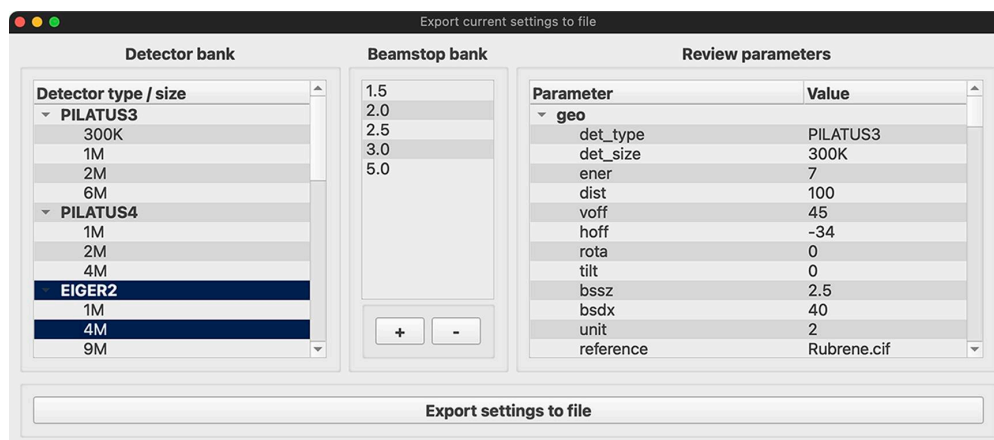 Export current settings to file
Detector bank
Detector type / size
PILATUS3
300K
1M
2M
6M
PILATUS4
1M
2M
4M
EIGER2
1M
4M
9M
Beamstop bank
1.5
2.0
2.5
3.0
5.0
+ -
Review parameters
Parameter Value
geo
det_type PILATUS3
det_size 300K
ener 7
dist 100
voff 45
hoff -34
rota 0
tilt 0
bssz 2.5
bsdx 40
unit 2
reference Rubrene.cif
Export settings to file